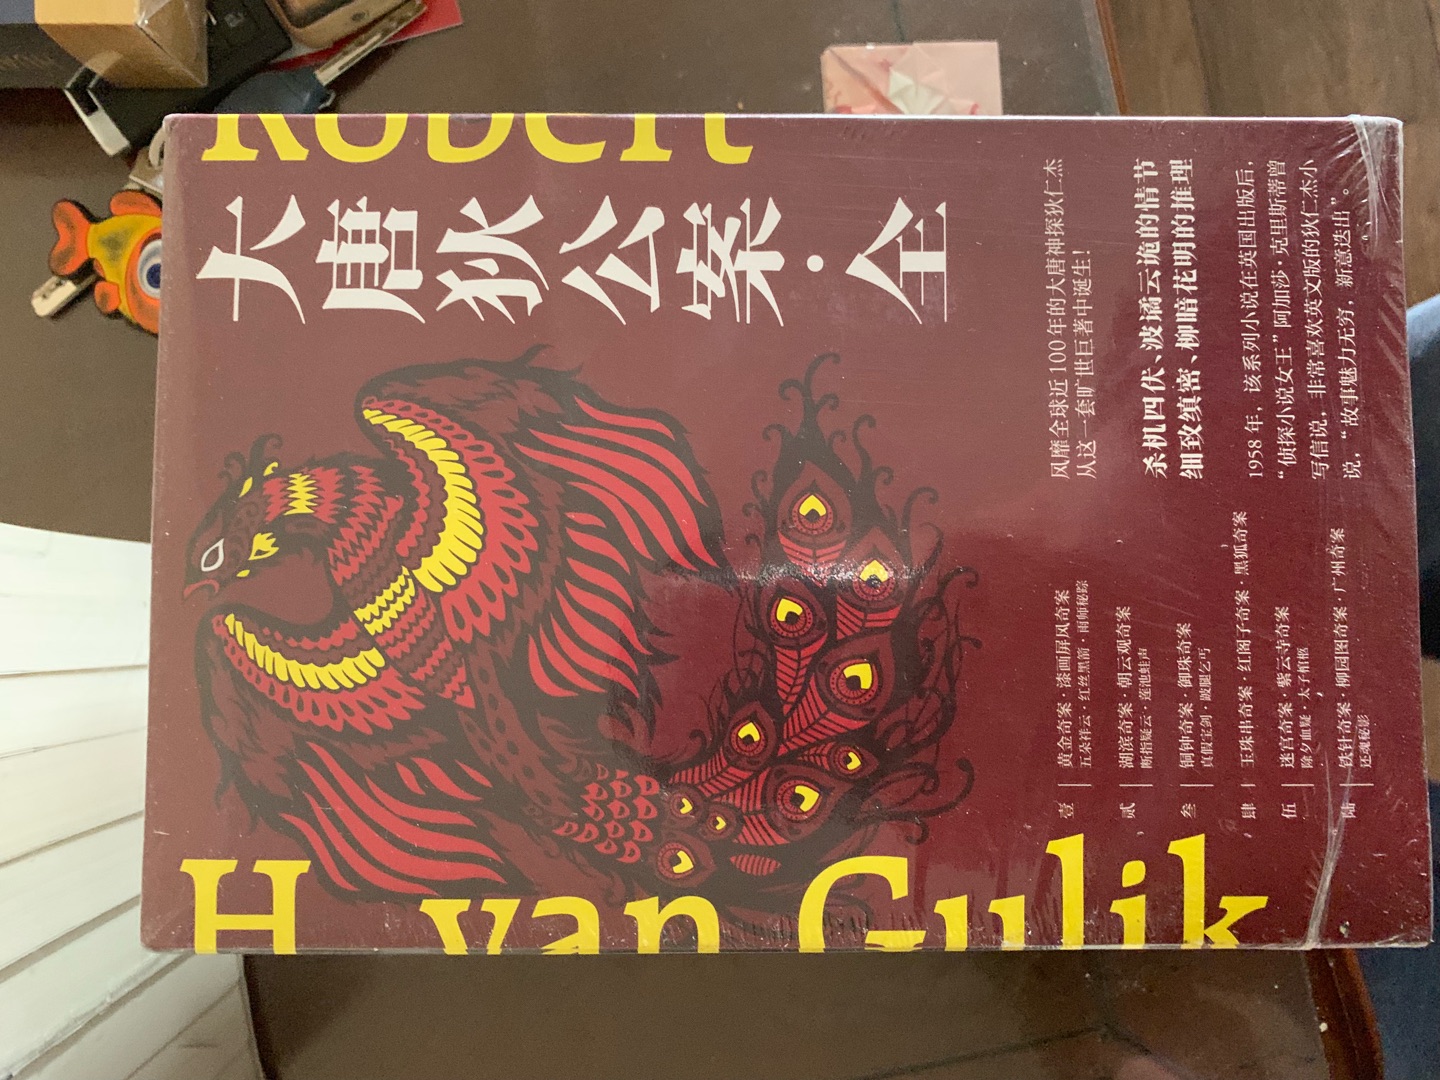 Robert
大唐狄公案·全
风靡全球近100年的大唐神探狄仁杰
从这一套旷世巨著中诞生！
杀机四伏、波谲云诡的情节
细致缜密、柳暗花明的推理
1958年，该系列小说在英国出版后，
“侦探小说女王”阿加莎·克里斯蒂曾
写信说，非常喜欢英文版的狄仁杰小
说，“故事魅力无穷，新意迭出”。
壹 黄金奇案·漆画屏风奇案
五朵祥云·红丝黑箭·雨师秘踪
贰 湖滨奇案·朝云观奇案
断指疑云·莲池蛙声
叁 铜钟奇案·御珠奇案
真假宝剑·跛腿乞丐
肆 玉珠串奇案·红阁子奇案·黑狐奇案
伍 迷宫奇案·紫云寺奇案
除夕血疑·太子棺柩
陆 铁针奇案·柳园图奇案·广州奇案
还魂秘影
H. van Gulik